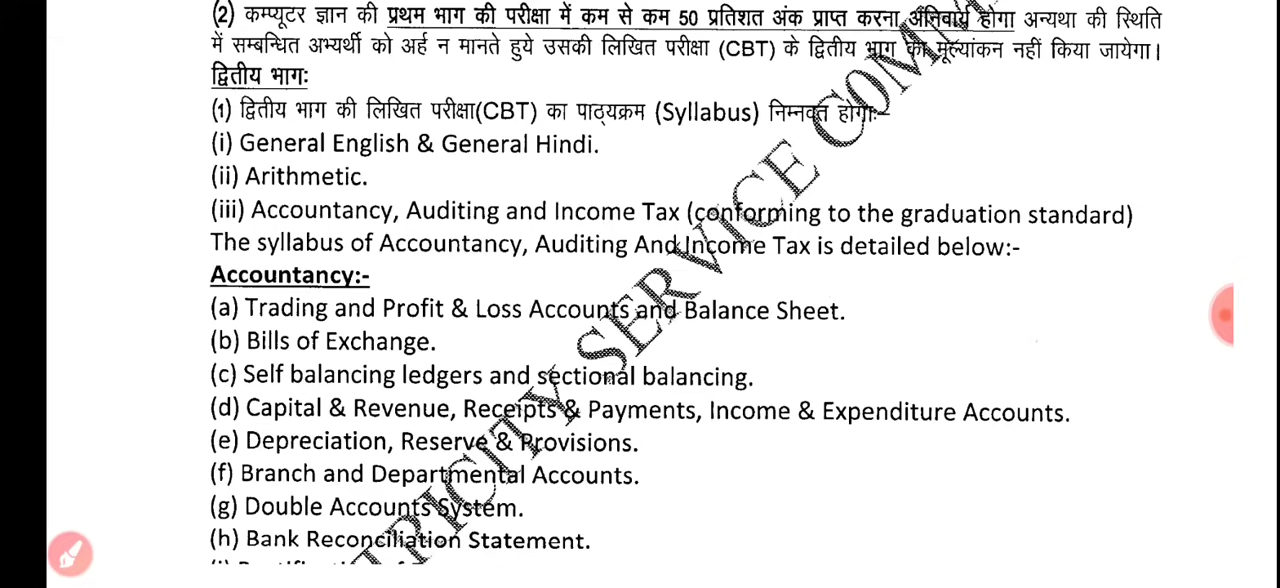 (2) कम्प्यूटर ज्ञान की प्रथम भाग की परीक्षा में कम से कम 50 प्रतिशत अंक प्राप्त करना अनिवार्य होगा अन्यथा की स्थिति
में सम्बन्धित अभ्यर्थी को अर्ह न मानते हुये उसकी लिखित परीक्षा (CBT) के द्वितीय भाग का मूल्यांकन नहीं किया जायेगा।
द्वितीय भागः
(1) द्वितीय भाग की लिखित परीक्षा(CBT) का पाठ्यक्रम (Syllabus) निम्नवत् होगाः–
(i) General English & General Hindi.
(ii) Arithmetic.
(iii) Accountancy, Auditing and Income Tax (conforming to the graduation standard)
The syllabus of Accountancy, Auditing And Income Tax is detailed below:-
Accountancy:-
(a) Trading and Profit & Loss Accounts and Balance Sheet.
(b) Bills of Exchange.
(c) Self balancing ledgers and sectional balancing.
(d) Capital & Revenue, Receipts & Payments, Income & Expenditure Accounts.
(e) Depreciation, Reserve & Provisions.
(f) Branch and Departmental Accounts.
(g) Double Accounts System.
(h) Bank Reconciliation Statement.
SERVICE